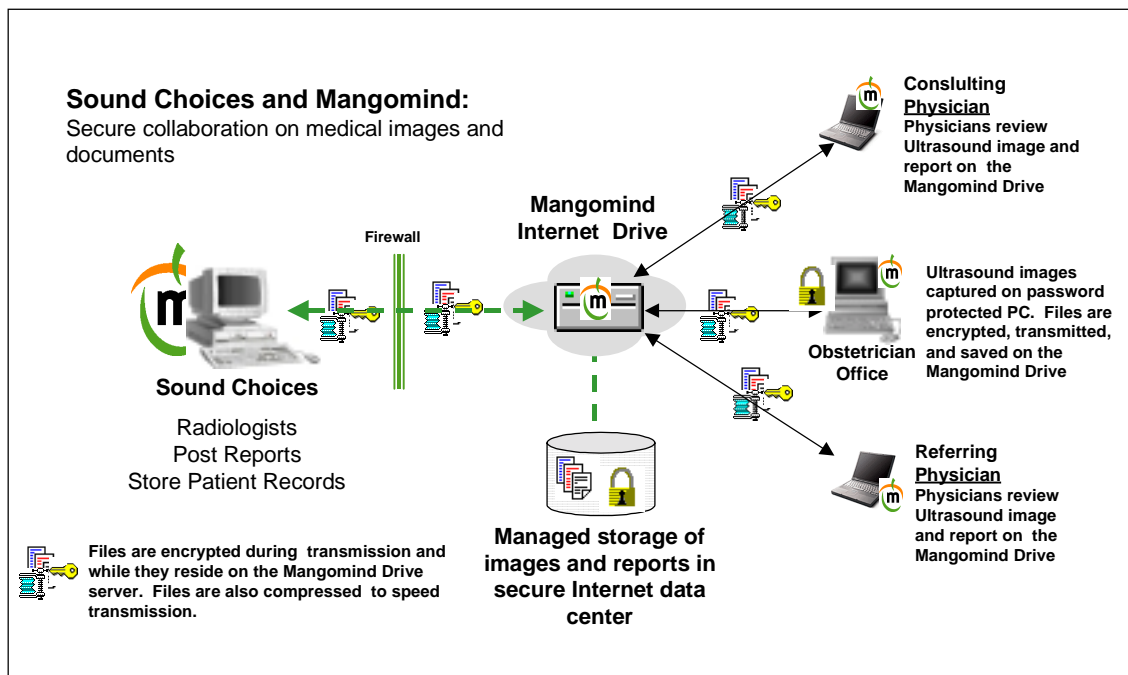 Sound Choices and Mangomind:
Secure collaboration on medical images and
documents
Conslulting
Physician
Physicians review
Ultrasound image and
report on the
Mangomind Drive
Mangomind
Internet Drive
m
Firewall
m
Sound Choices
Radiologists
Post Reports
Store Patient Records
m
m
Obstetrician
Office
Ultrasound images
captured on password
protected PC. Files are
encrypted, transmitted,
and saved on the
Mangomind Drive
m
Referring
Physician
Physicians review
Ultrasound image
and report on the
Mangomind Drive
Managed storage of
images and reports in
secure Internet data
center
Files are encrypted during transmission and
while they reside on the Mangomind Drive
server. Files are also compressed to speed
transmission.